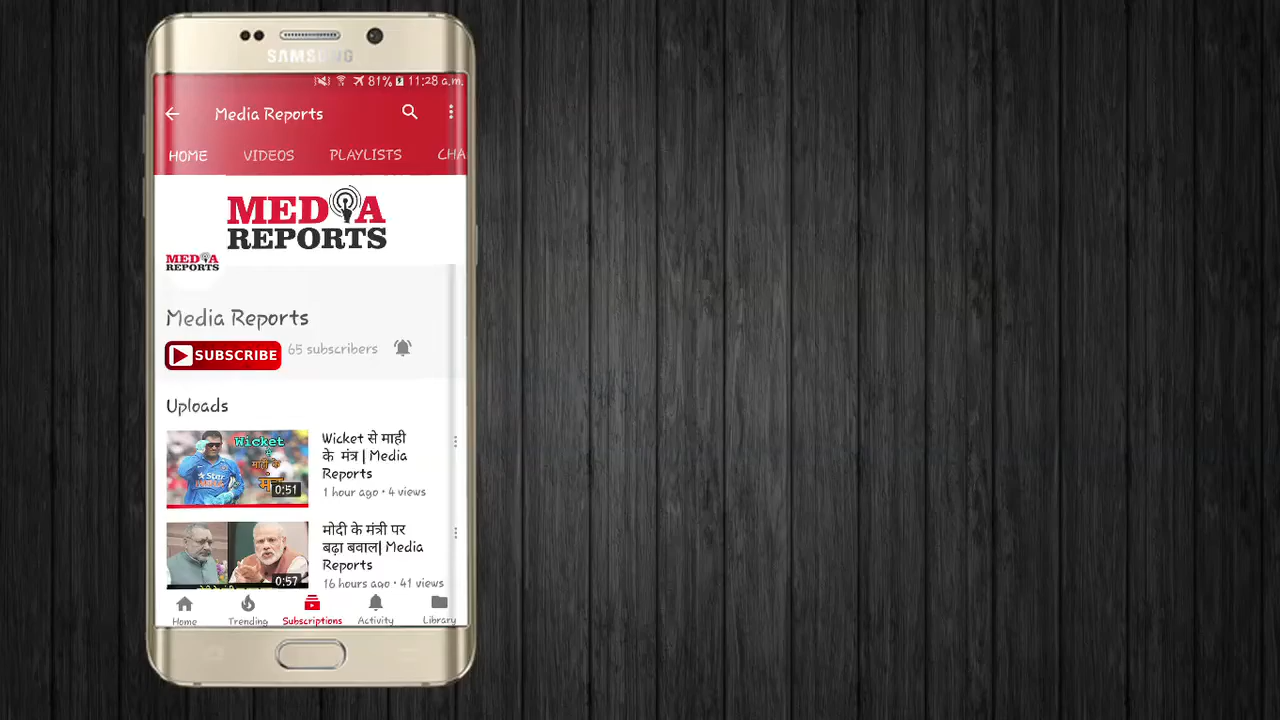 SAMSUNG
81% 11:28 a.m.
Media Reports
HOME VIDEOS PLAYLISTS CHA
MEDIA
REPORTS
MEDIA
REPORTS
Media Reports
SUBSCRIBE 65 subscribers
Uploads
Wicket
से
माही के
मंत्र
0:51
Wicket से माही
के मंत्र | Media
Reports
1 hour ago • 4 views
0:57
मोदी के मंत्री पर
बढ़ा बवाल| Media
Reports
16 hours ago • 41 views
Home Trending Subscriptions Activity Library